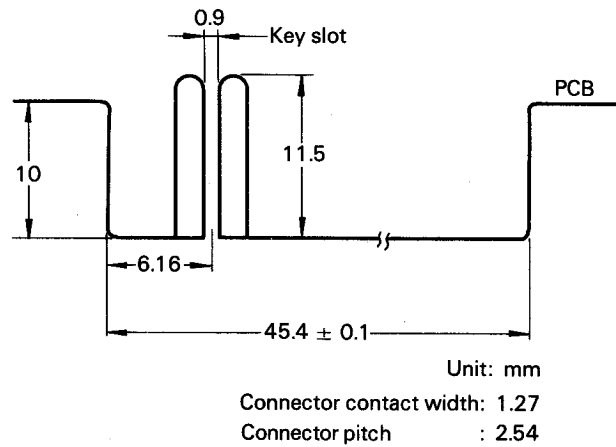 0.9
Key slot
PCB
10
11.5
6.16
45.4 ± 0.1
Unit: mm
Connector contact width: 1.27
Connector pitch : 2.54